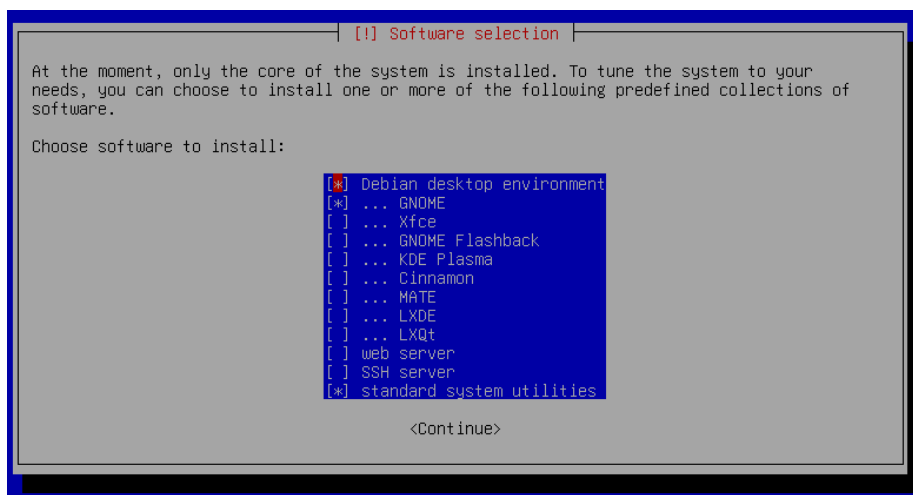 [!] Software selection
At the moment, only the core of the system is installed. To tune the system to your
needs, you can choose to install one or more of the following predefined collections of
software.
Choose software to install:
[*] Debian desktop environment
[*] ... GNOME
[ ] ... Xfce
[ ] ... GNOME Flashback
[ ] ... KDE Plasma
[ ] ... Cinnamon
[ ] ... MATE
[ ] ... LXDE
[ ] ... LXQt
[ ] web server
[ ] SSH server
[*] standard system utilities
<Continue>